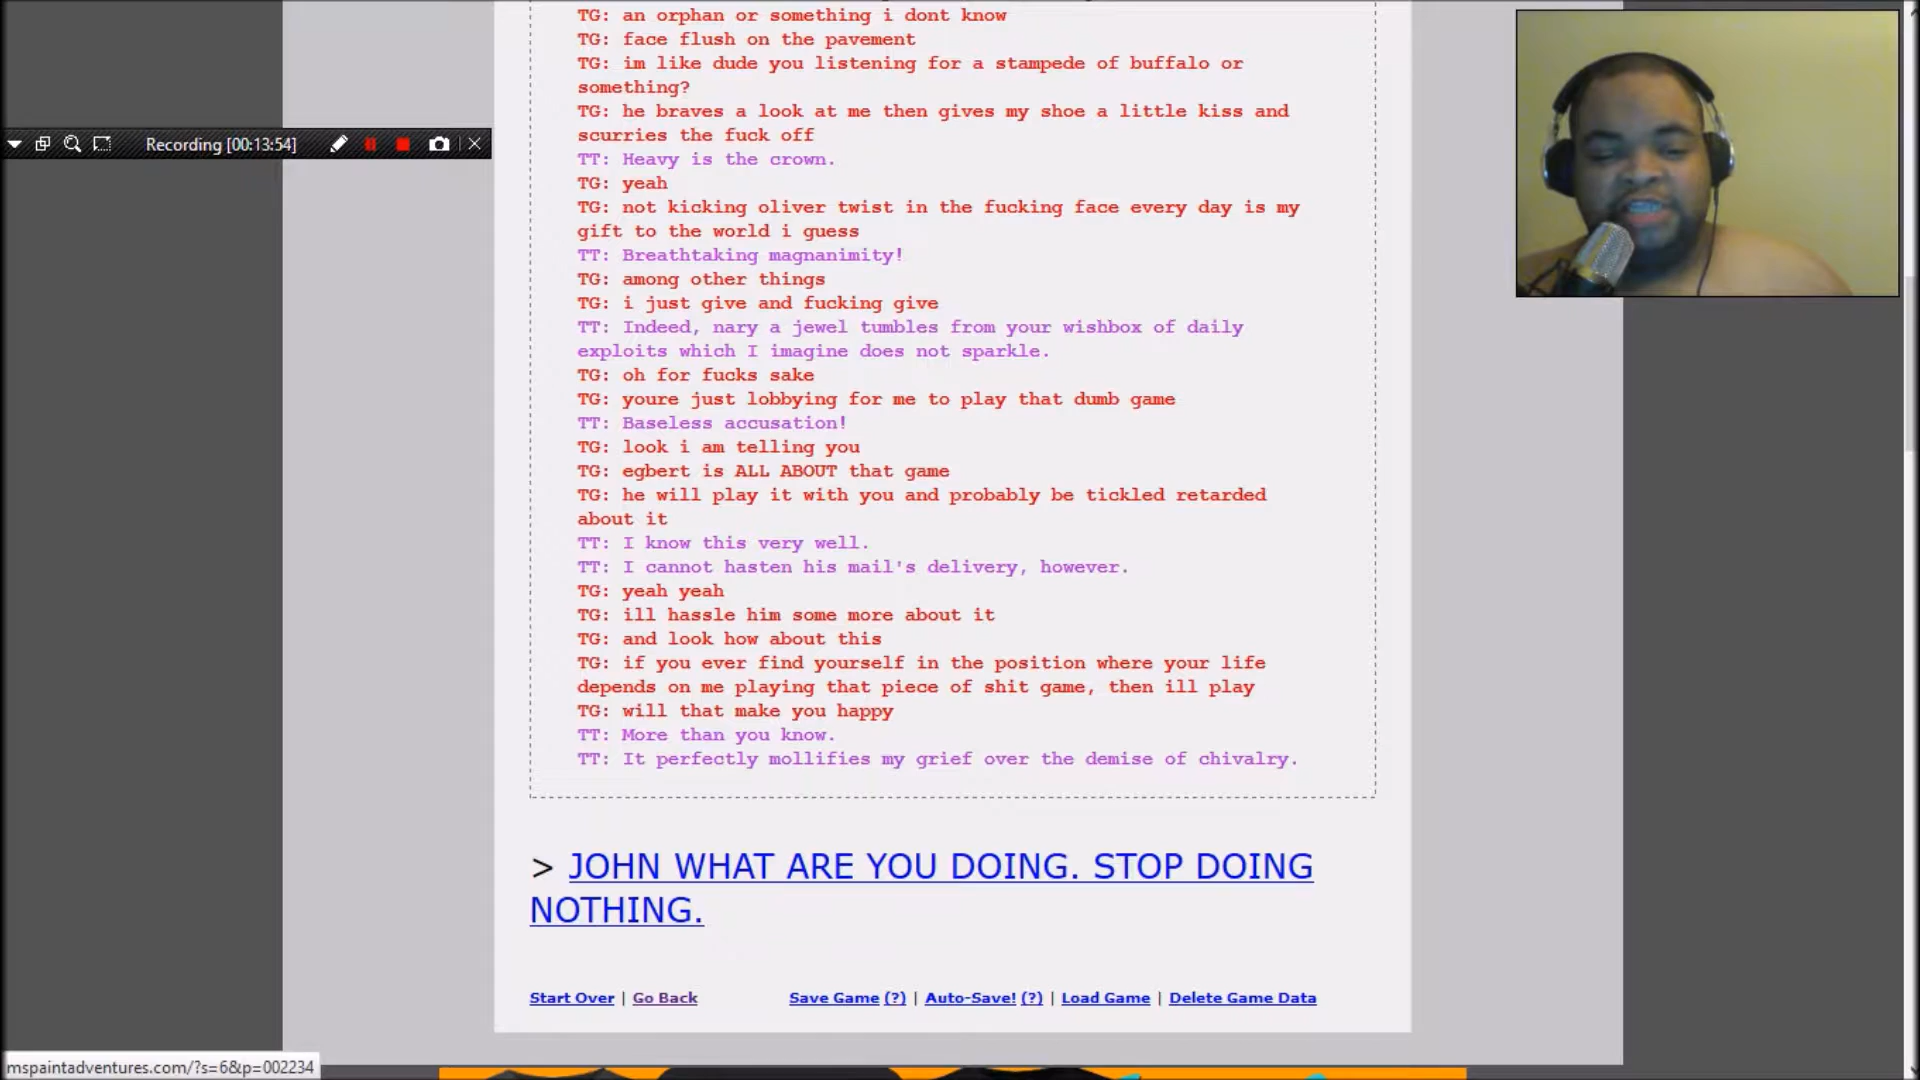 TG: an orphan or something i dont know
TG: face flush on the pavement
TG: im like dude you listening for a stampede of buffalo or
something?
TG: he braves a look at me then gives my shoe a little kiss and
scurries the fuck off
Recording [00:13:54]
TT: Heavy is the crown.
TG: yeah
TG: not kicking oliver twist in the fucking face every day is my
gift to the world i guess
TT: Breathtaking magnanimity!
TG: among other things
TG: i just give and fucking give
TT: Indeed, nary a jewel tumbles from your wishbox of daily
exploits which I imagine does not sparkle.
TG: oh for fucks sake
TG: youre just lobbying for me to play that dumb game
TT: Baseless accusation!
TG: look i am telling you
TG: egbert is ALL ABOUT that game
TG: he will play it with you and probably be tickled retarded
about it
TT: I know this very well.
TT: I cannot hasten his mail's delivery, however.
TG: yeah yeah
TG: ill hassle him some more about it
TG: and look how about this
TG: if you ever find yourself in the position where your life
depends on me playing that piece of shit game, then ill play
TG: will that make you happy
TT: More than you know.
TT: It perfectly mollifies my grief over the demise of chivalry.
> JOHN WHAT ARE YOU DOING. STOP DOING
NOTHING.
Start Over | Go Back Save Game (?) | Auto-Save! (?) | Load Game | Delete Game Data
mspaintadventures.com/?s=6&p=002234